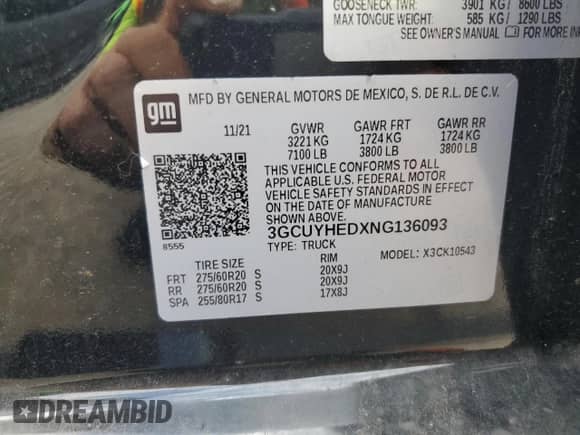 GOOSENECK TWR: 3901 KG / 8600 LBS
MAX TONGUE WEIGHT: 585 KG / 1290 LBS
SEE OWNER'S MANUAL FOR MORE IN
gm
MFD BY GENERAL MOTORS DE MEXICO, S. DE R.L. DE C.V.
11/21 GVWR GAWR FRT GAWR RR
3221 KG 1724 KG 1724 KG
7100 LB 3800 LB 3800 LB
THIS VEHICLE CONFORMS TO ALL
APPLICABLE U.S. FEDERAL MOTOR
VEHICLE SAFETY STANDARDS IN EFFECT
ON THE DATE OF MANUFACTURE
SHOWN ABOVE.
3GCUYHEDXNG136093
8555
TYPE: TRUCK MODEL: X3CK10543
TIRE SIZE RIM
FRT 275/60R20 S 20X9J
RR 275/60R20 S 20X9J
SPA 255/80R17 S 17X8J
DREAMBID